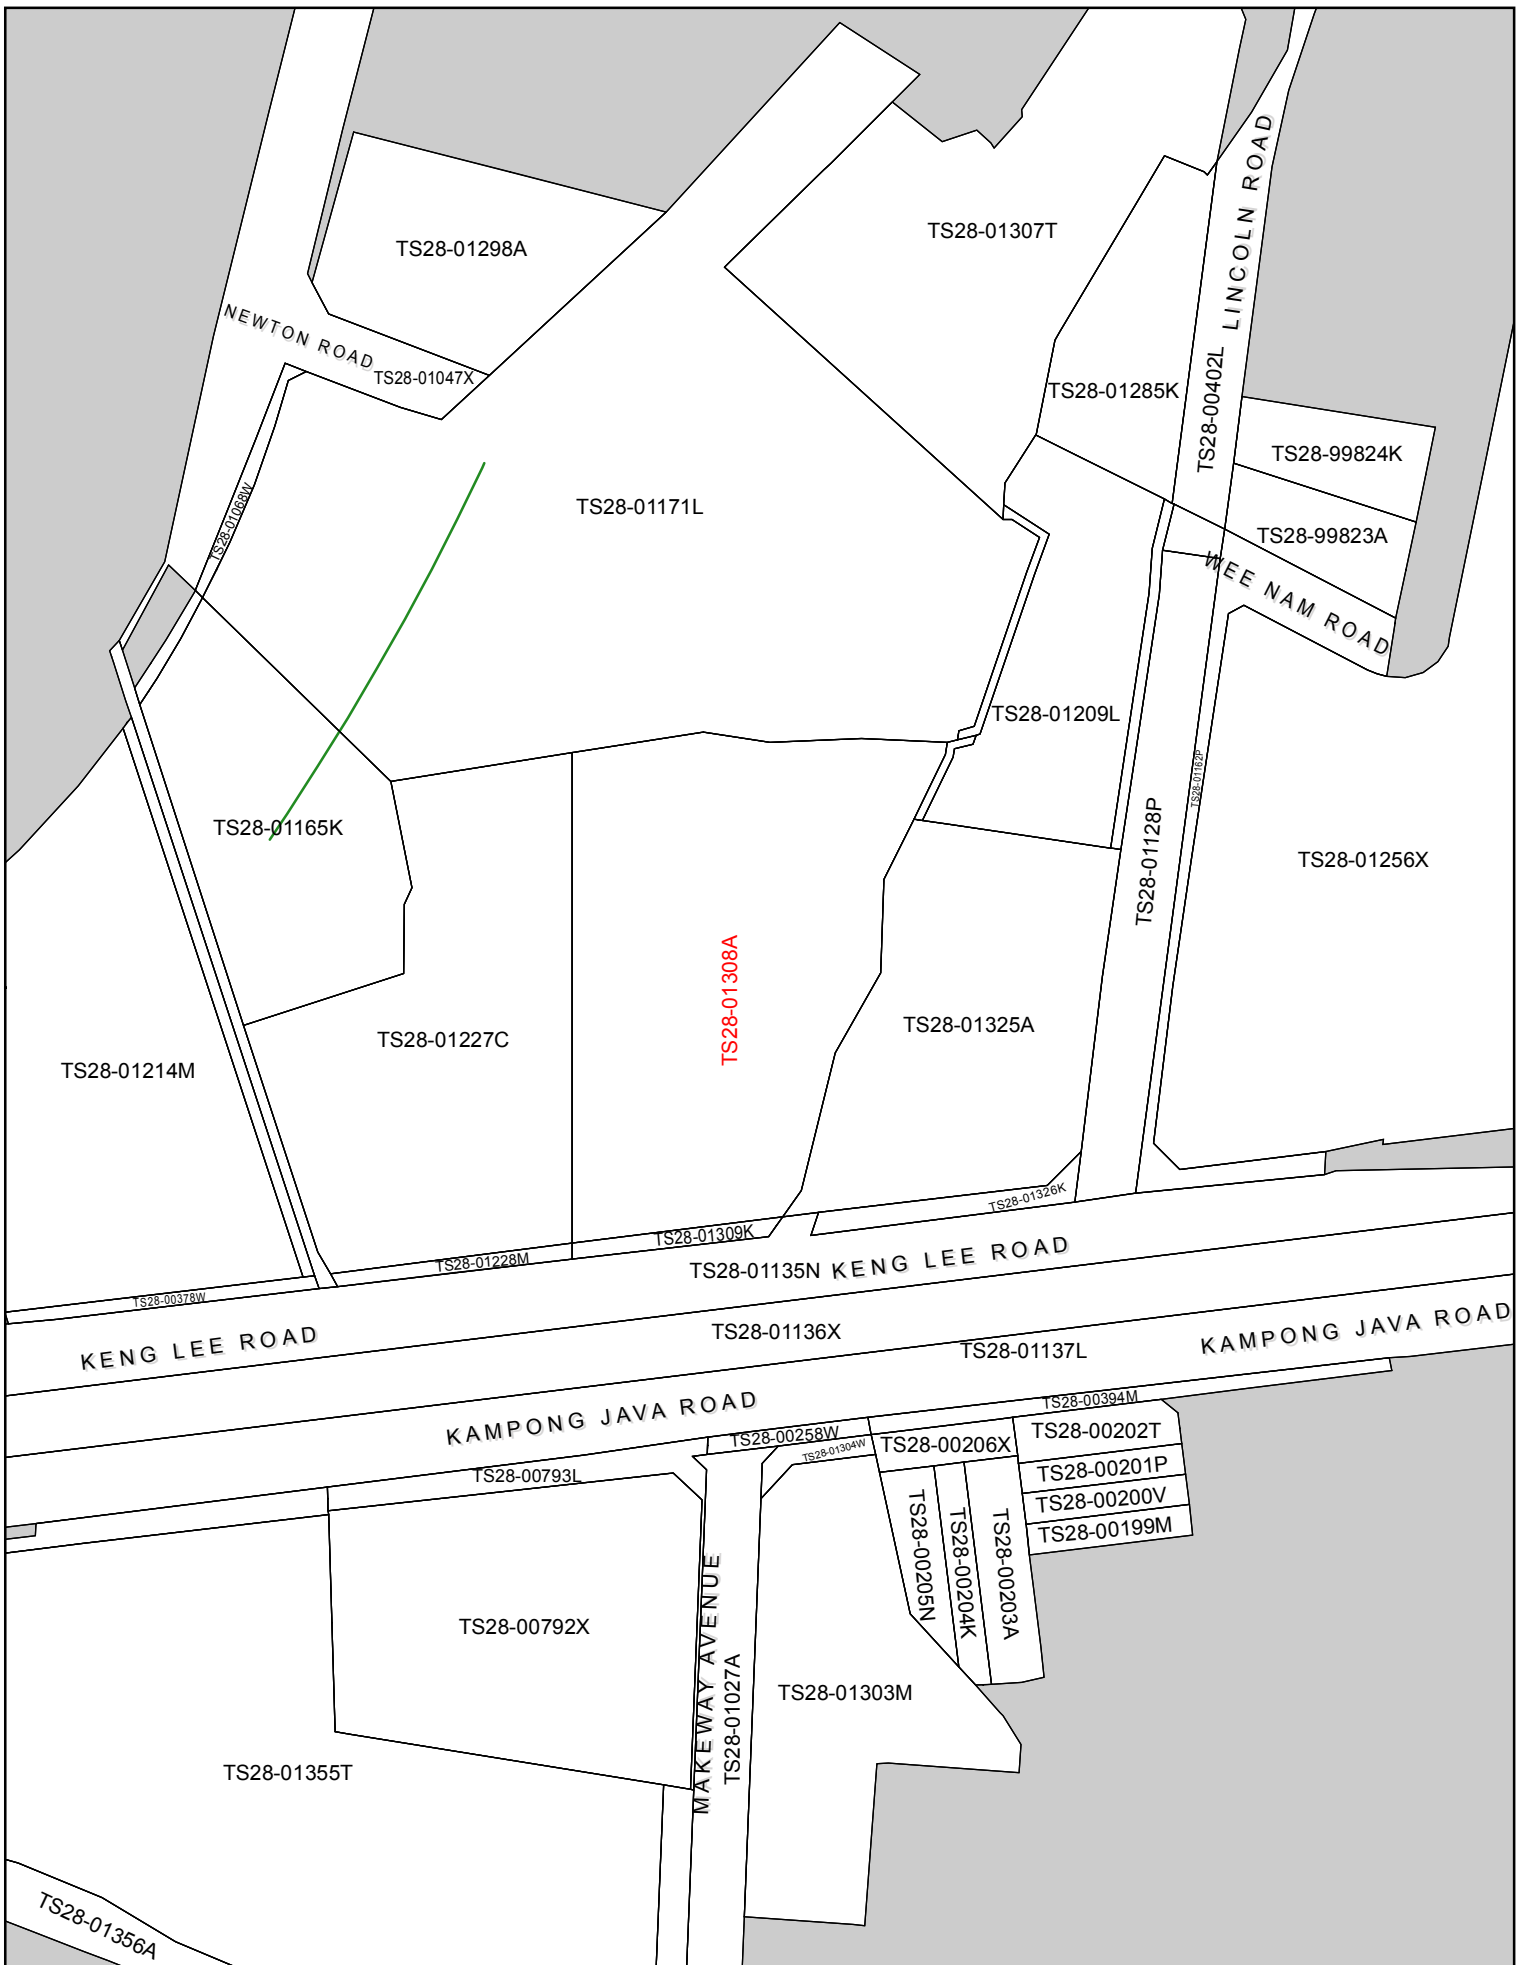 TS28-01307T
TS28-01298A
LINCOLN ROAD
NEWTON ROAD
TS28-01047X
TS28-01285K
TS28-00402L
TS28-99824K
TS28-01171L
TS28-01068W
TS28-99823A
WEE NAM ROAD
TS28-01209L
TS28-01162P
TS28-01165K
TS28-01128P
TS28-01256X
TS28-01308A
TS28-01325A
TS28-01227C
TS28-01214M
TS28-01326K
TS28-01309K
TS28-01228M
TS28-01135N
KENG LEE ROAD
TS28-00378W
KENG LEE ROAD
TS28-01136X
TS28-01137L
KAMPONG JAVA ROAD
KAMPONG JAVA ROAD
TS28-00394M
TS28-00258W
TS28-01304W
TS28-00206X
TS28-00202T
TS28-00201P
TS28-00200V
TS28-00199M
TS28-00793L
TS28-00205N
TS28-00204K
TS28-00203A
TS28-00792X
MAKEWAY AVENUE
TS28-01027A
TS28-01303M
TS28-01355T
TS28-01356A